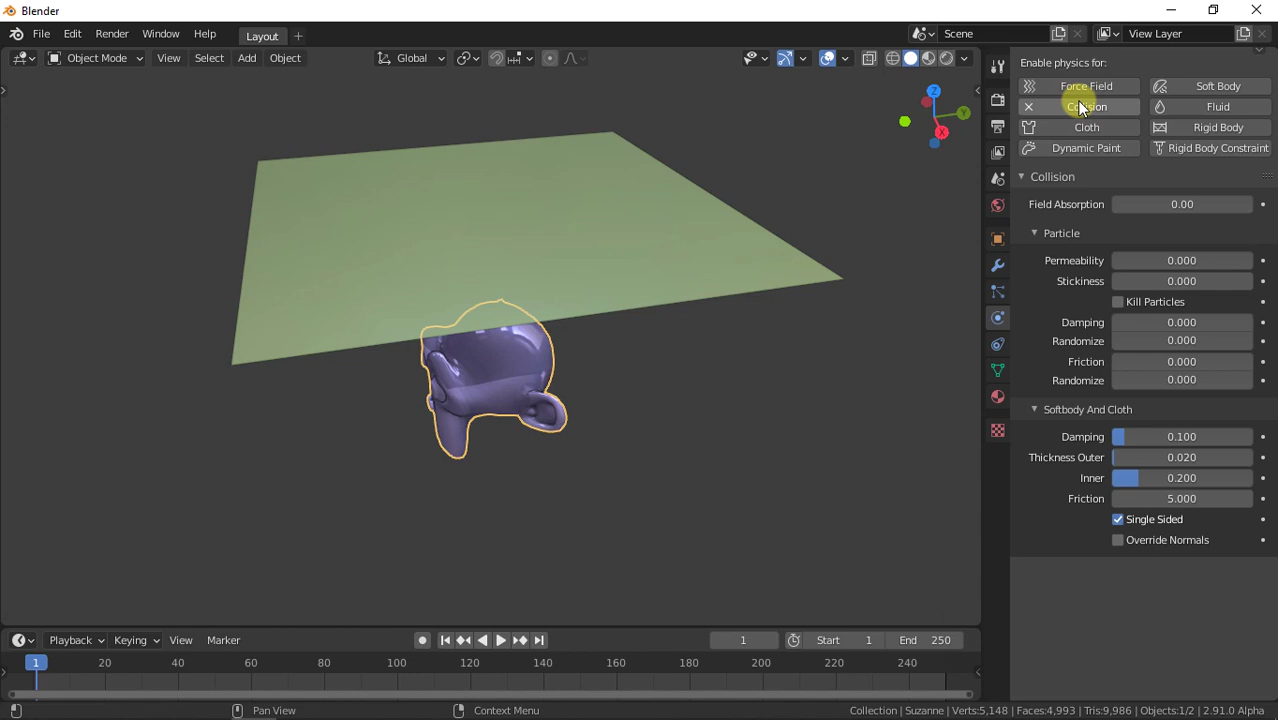 Blender
File Edit Render Window Help
Layout +
Scene
View Layer
Object Mode View Select Add Object
Global
Z
Y
X
Enable physics for:
Force Field Soft Body
Collision Fluid
Cloth Rigid Body
Dynamic Paint Rigid Body Constraint
Collision
Field Absorption 0.00
Particle
Permeability 0.000
Stickiness 0.000
Kill Particles
Damping 0.000
Randomize 0.000
Friction 0.000
Randomize 0.000
Softbody And Cloth
Damping 0.100
Thickness Outer 0.020
Inner 0.200
Friction 5.000
Single Sided
Override Normals
Playback Keying View Marker
1
Start 1 End 250
1 20 40 60 80 100 120 140 160 180 200 220 240
Pan View
Context Menu
Collection | Suzanne | Verts:5,148 | Faces:4,993 | Tris:9,986 | Objects:1/2 | 2.91.0 Alpha